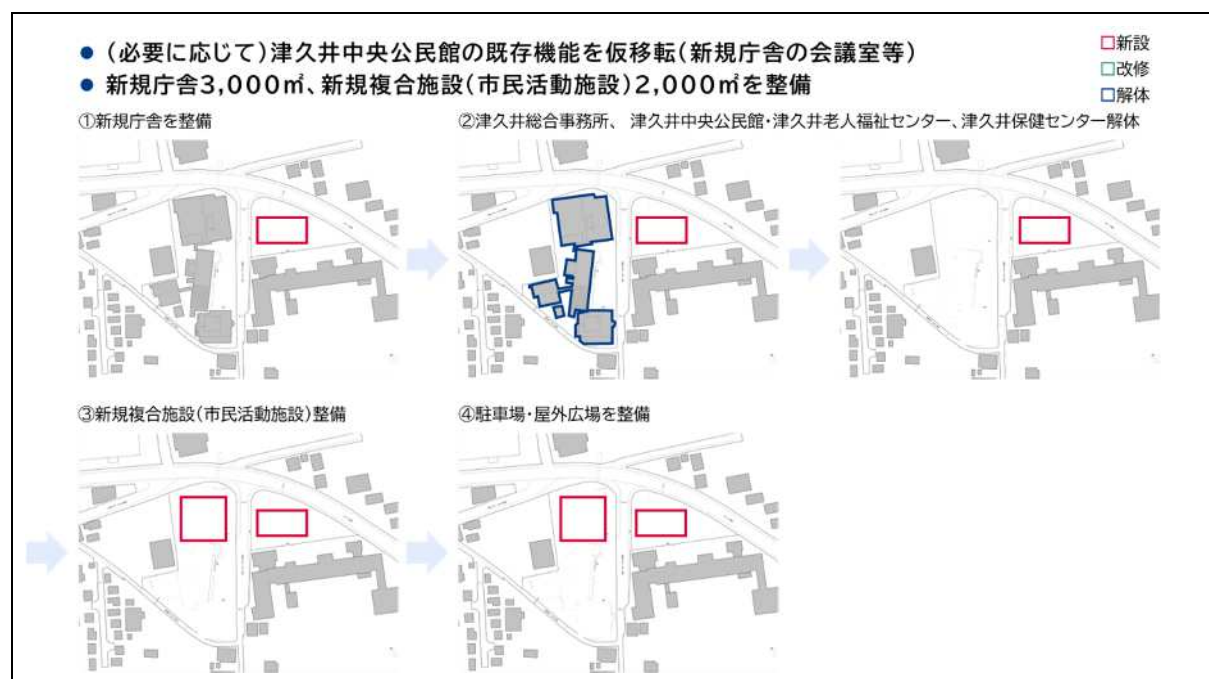 ● (必要に応じて)津久井中央公民館の既存機能を仮移転(新規庁舎の会議室等)
● 新規庁舎3,000㎡、新規複合施設(市民活動施設)2,000㎡を整備
新設
改修
解体
①新規庁舎を整備
②津久井総合事務所、 津久井中央公民館・津久井老人福祉センター、津久井保健センター解体
③新規複合施設(市民活動施設)整備
④駐車場・屋外広場を整備